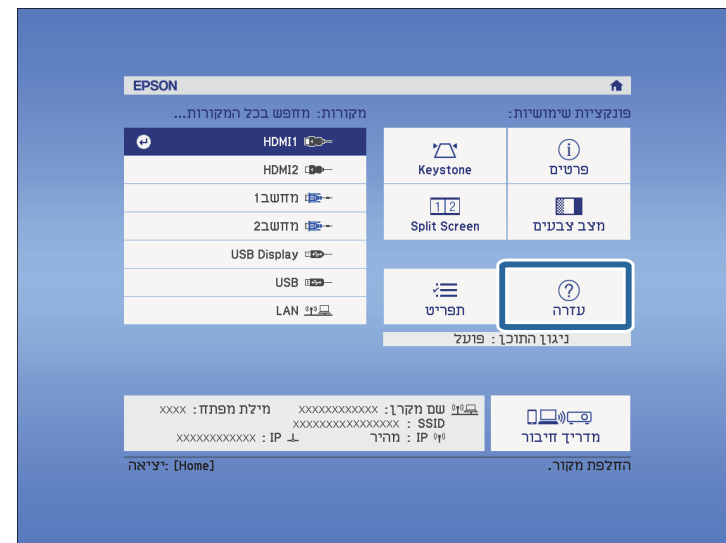 EPSON
פונקציות שימושיות:
מקורות: מחפש בכל המקורות...
פרטים
Keystone
מצב צבעים
Split Screen
1 2
עזרה
תפריט
ניגון התוכן : פועל
HDMI1
HDMI2
מחשב1
מחשב2
USB Display
USB
LAN
מדריך חיבור
שם מקרן : xxxxxxxxxxxx מילת מפתח : xxxx
SSID : xxxxxxxxxxxxxxxx
IP : מהיר IP : xxxxxxxxxxxx
החלפת מקור.
[Home] :יציאה